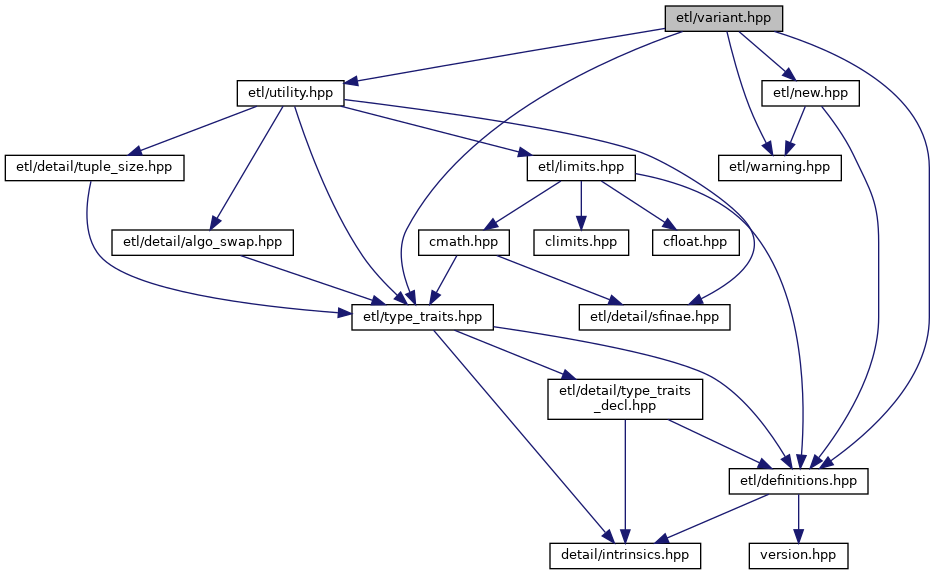 etl/variant.hpp
etl/utility.hpp
etl/new.hpp
etl/detail/tuple_size.hpp
etl/limits.hpp
etl/warning.hpp
etl/detail/algo_swap.hpp
cmath.hpp
climits.hpp
cfloat.hpp
etl/type_traits.hpp
etl/detail/sfinae.hpp
etl/detail/type_traits
_decl.hpp
etl/definitions.hpp
detail/intrinsics.hpp
version.hpp